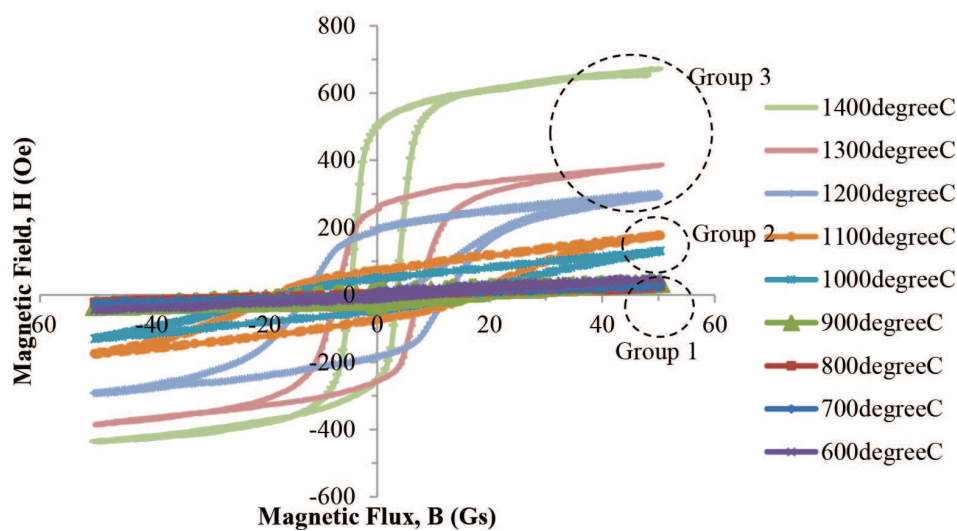 800
600
400
200
0
-200
-400
-600
-60
-40
-20
0
20
40
60
Magnetic Field, H (Oe)
Magnetic Flux, B (Gs)
Group 3
Group 2
Group 1
1400degreeC
1300degreeC
1200degreeC
1100degreeC
1000degreeC
900degreeC
800degreeC
700degreeC
600degreeC